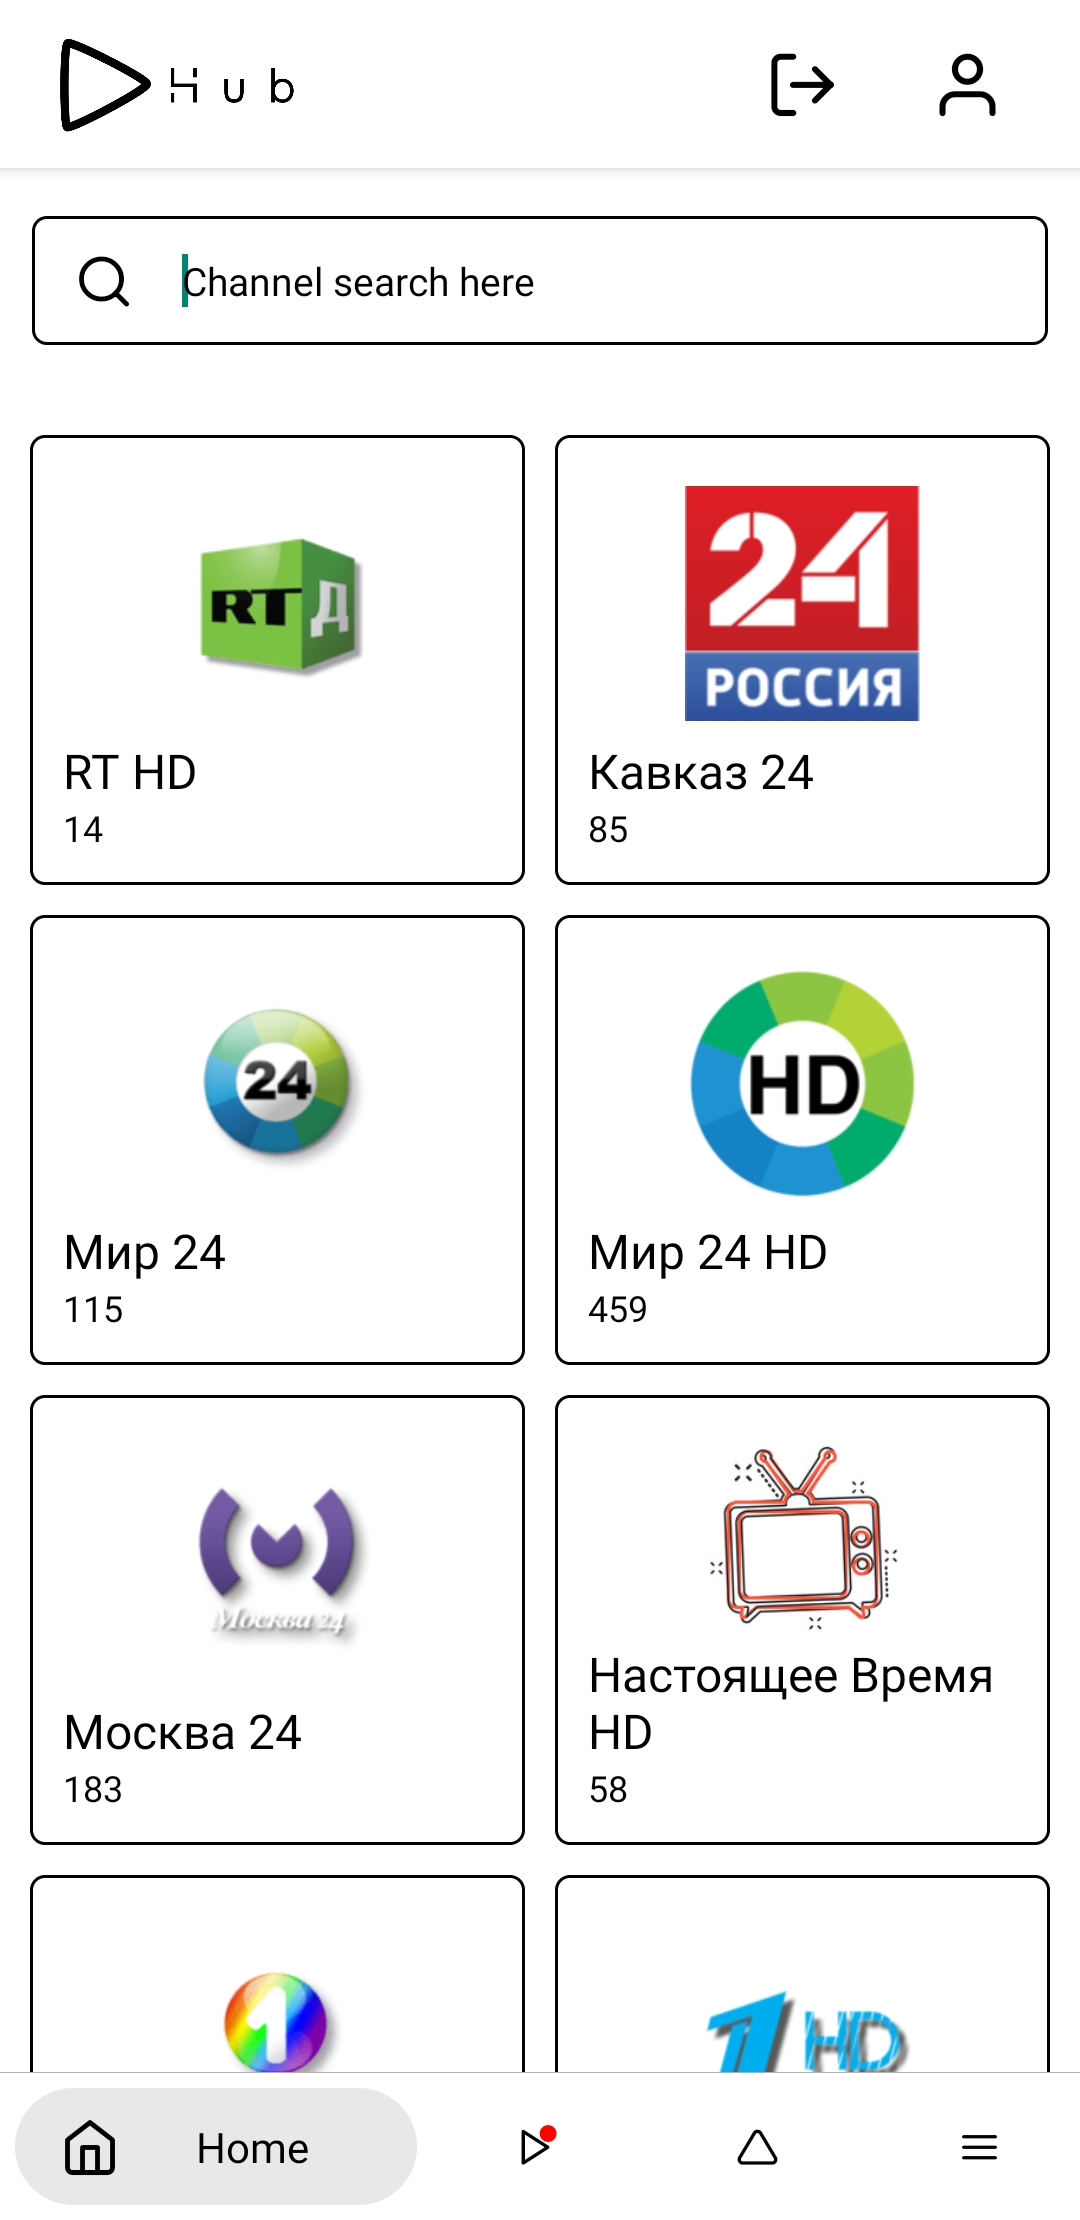 Hub
Channel search here
RT Д
24
РОССИЯ
RT HD
14
Кавказ 24
85
24
HD
Мир 24
115
Мир 24 HD
459
Москва 24
Москва 24
183
Настоящее Время
HD
58
1
1 HD
Home